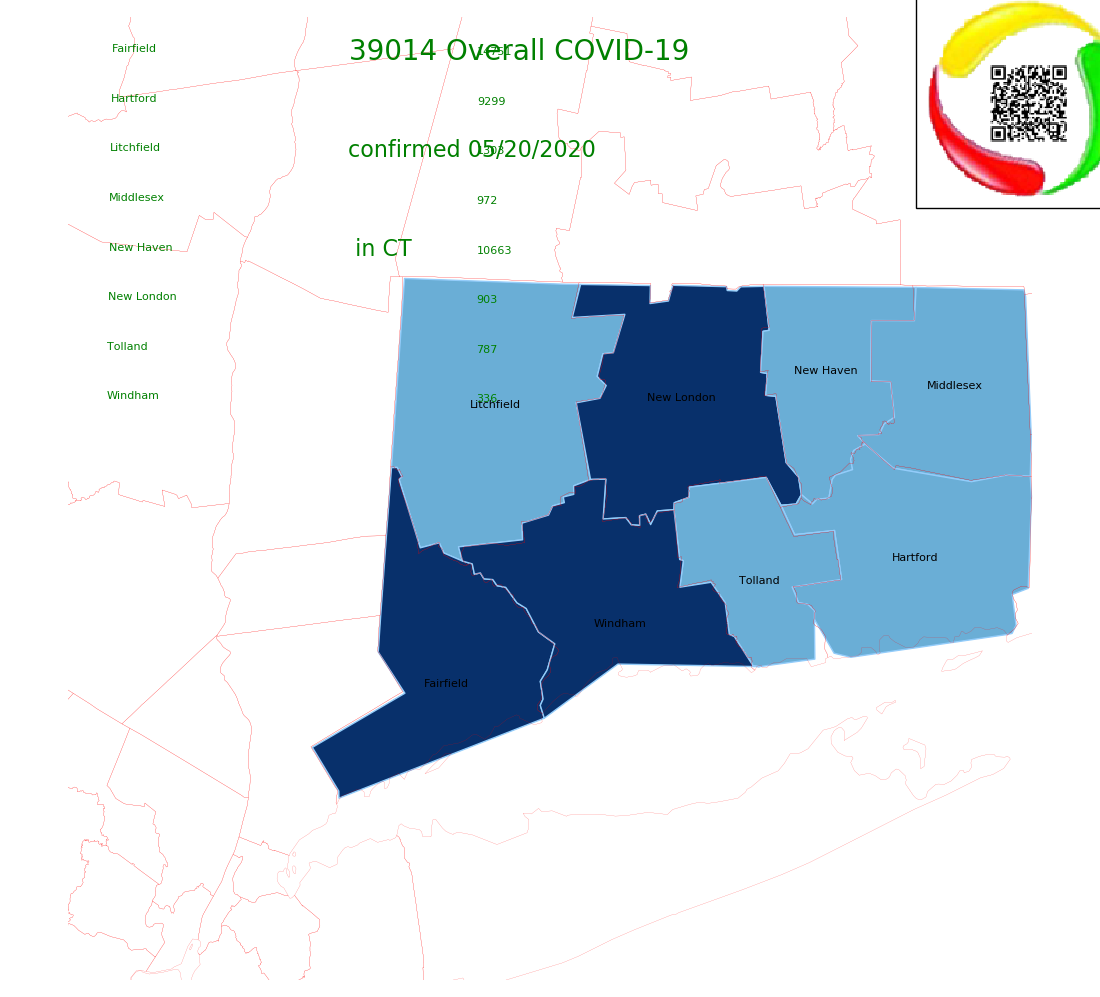 39014 Overall COVID-19
Fairfield 14751
Hartford 9299
confirmed 05/20/2020
Litchfield 1303
Middlesex 972
in CT
New Haven 10663
New London 903
Tolland 787
Windham 336
New Haven
Middlesex
New London
Litchfield
Hartford
Tolland
Windham
Fairfield